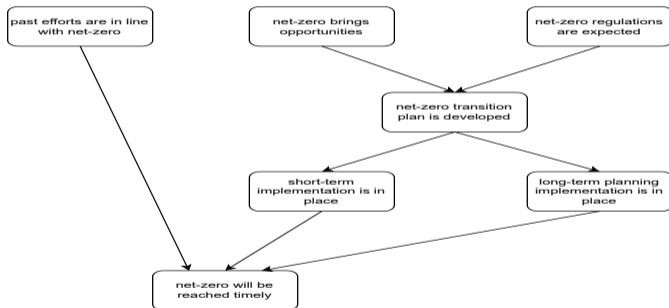 past efforts are in line
with net-zero
net-zero brings
opportunities
net-zero regulations
are expected
net-zero transition
plan is developed
short-term
implementation is in
place
long-term planning
implementation is in
place
net-zero will be
reached timely